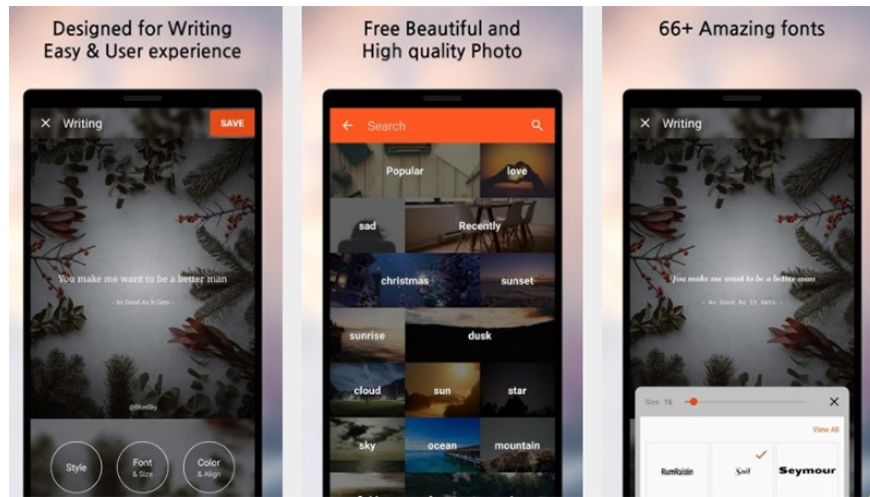 Designed for Writing
Easy & User experience
Writing
SAVE
You make me want to be a better man
- As Good As It Gets -
@BlueSky
Style
Font
& Size
Color
& Align
Free Beautiful and
High quality Photo
Search
Popular
love
sad
Recently
christmas
sunset
sunrise
dusk
cloud
sun
star
sky
ocean
mountain
66+ Amazing fonts
Writing
You make me want to be a better man
- As Good As It Gets -
Size 16
View All
RumRaisin
Sail
Seymour